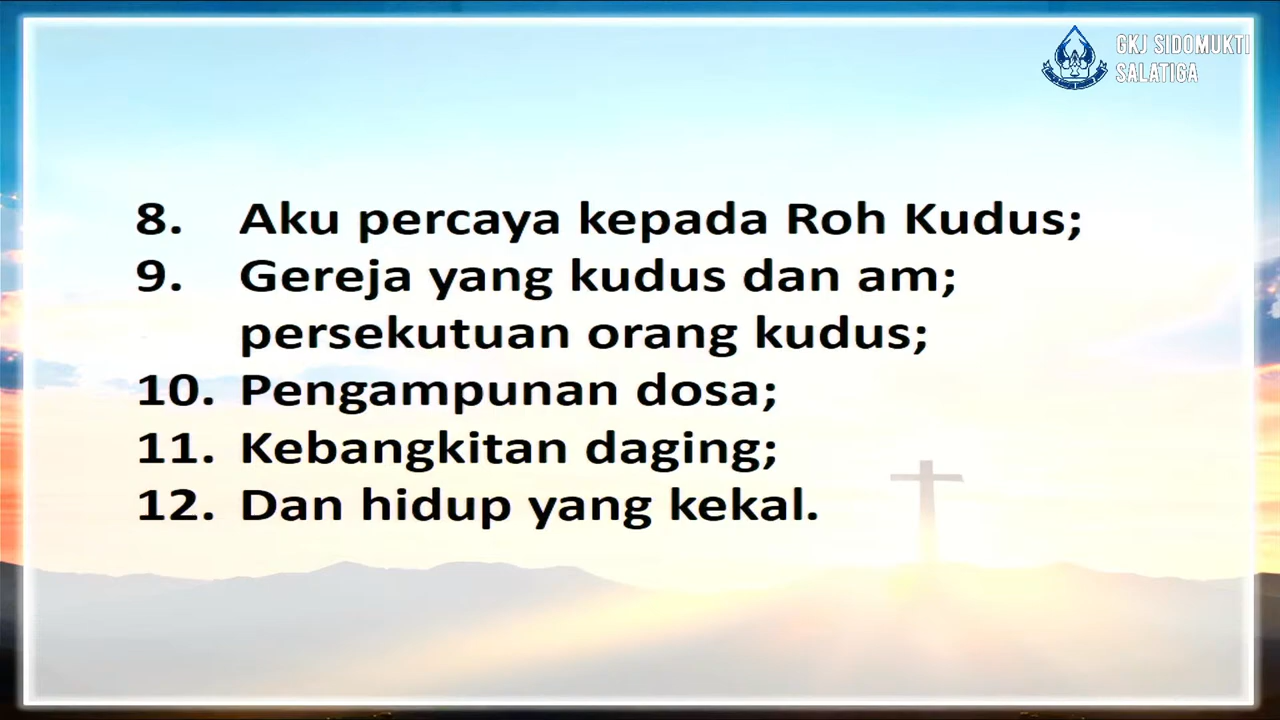 GKJ SIDOMUKTI
SALATIGA
8. Aku percaya kepada Roh Kudus;
9. Gereja yang kudus dan am;
persekutuan orang kudus;
10. Pengampunan dosa;
11. Kebangkitan daging;
12. Dan hidup yang kekal.